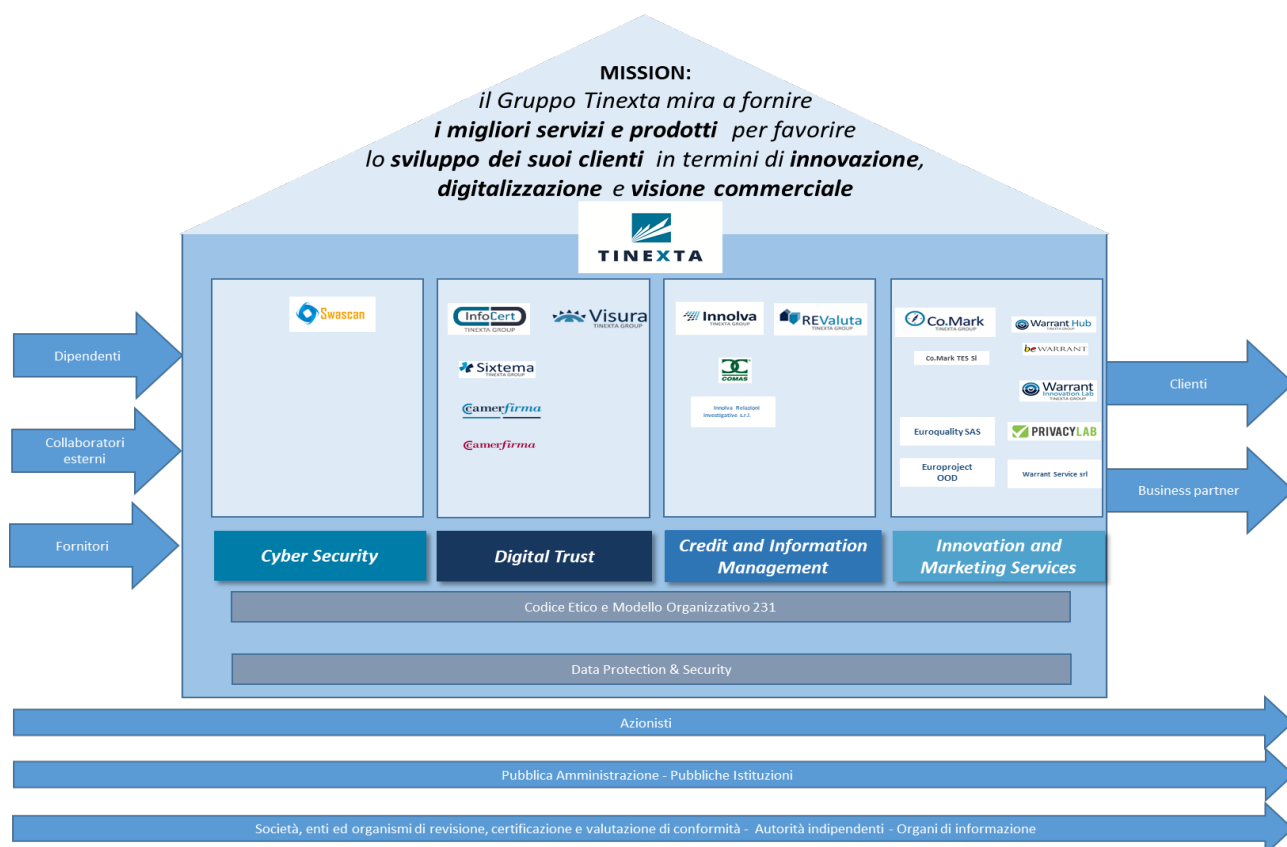 MISSION:
il Gruppo Tinexta mira a fornire
i migliori servizi e prodotti per favorire
lo sviluppo dei suoi clienti in termini di innovazione,
digitalizzazione e visione commerciale
TINEXTA
Swascan
InfoCert
TINEXTA GROUP
Visura
TINEXTA GROUP
Sixtema
TINEXTA GROUP
Camerfirma
Camerfirma
Innolva
TINEXTA GROUP
REValuta
TINEXTA GROUP
COMAS
Innolva Relazioni
Investigative s.r.l.
Co.Mark
TINEXTA GROUP
Warrant Hub
TINEXTA GROUP
Co.Mark TES Sl
beWARRANT
Warrant
Innovation Lab
TINEXTA GROUP
Euroquality SAS
PRIVACYLAB
Europroject
OOD
Warrant Service srl
Dipendenti
Collaboratori
esterni
Fornitori
Clienti
Business partner
Cyber Security
Digital Trust
Credit and Information
Management
Innovation and
Marketing Services
Codice Etico e Modello Organizzativo 231
Data Protection & Security
Azionisti
Pubblica Amministrazione - Pubbliche Istituzioni
Società, enti ed organismi di revisione, certificazione e valutazione di conformità - Autorità indipendenti - Organi di informazione